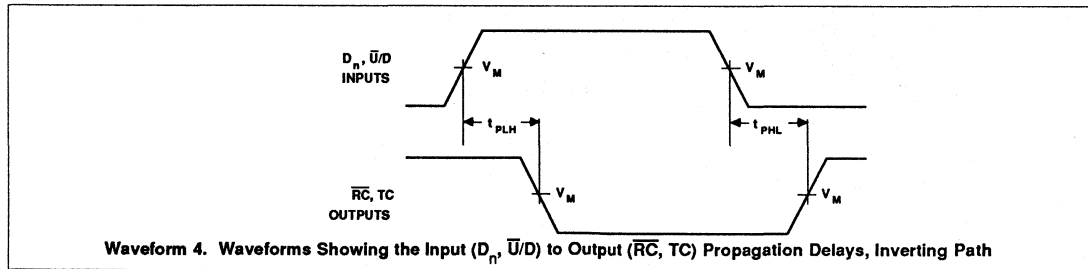 Dn, U̅/D
INPUTS
VM
VM
tPLH
tPHL
R̅C̅, TC
OUTPUTS
VM
VM
Waveform 4. Waveforms Showing the Input (Dn, U̅/D) to Output (R̅C̅, TC) Propagation Delays, Inverting Path